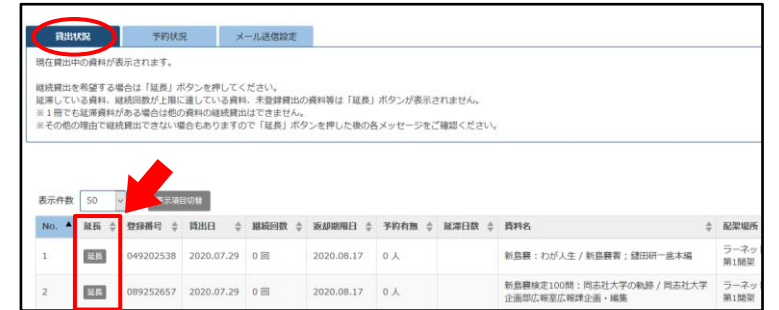 貸出状況 予約状況 メール送信設定
現在貸出中の資料が表示されます。
継続貸出を希望する場合は「延長」ボタンを押してください。
延滞している資料、継続回数が上限に達している資料、未登録貸出の資料等は「延長」ボタンが表示されません。
※1冊でも延滞資料がある場合は他の資料の継続貸出はできません。
※その他の理由で継続貸出できない場合もありますので「延長」ボタンを押した後の各メッセージをご確認ください。
表示件数 50 示項目切替
No. 延長 登録番号 貸出日 継続回数 返却期限日 予約有無 延滞日数 資料名 配架場所
1 延長 049202538 2020.07.29 0 回 2020.08.17 0 人 新島襄 : わが人生 / 新島襄著 ; 鏑田研一底本編 ラーネット
第1開架
2 延長 089252657 2020.07.29 0 回 2020.08.17 0 人 新島襄検定100問 : 同志社大学の軌跡 / 同志社大学 ラーネット
企画部広報室広報課企画・編集 第1開架